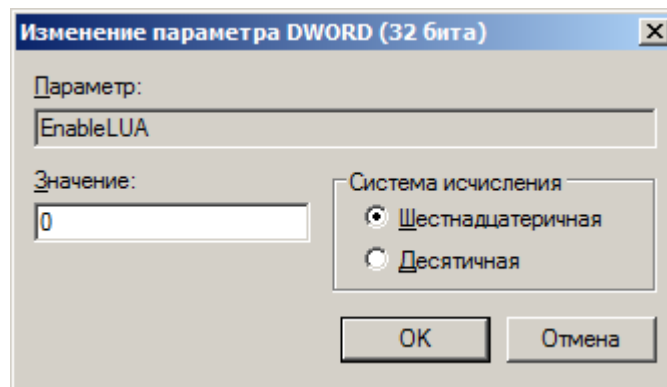 Изменение параметра DWORD (32 бита)
Параметр:
EnableLUA
Значение:
0
Система исчисления
Шестнадцатеричная
Десятичная
OK
Отмена